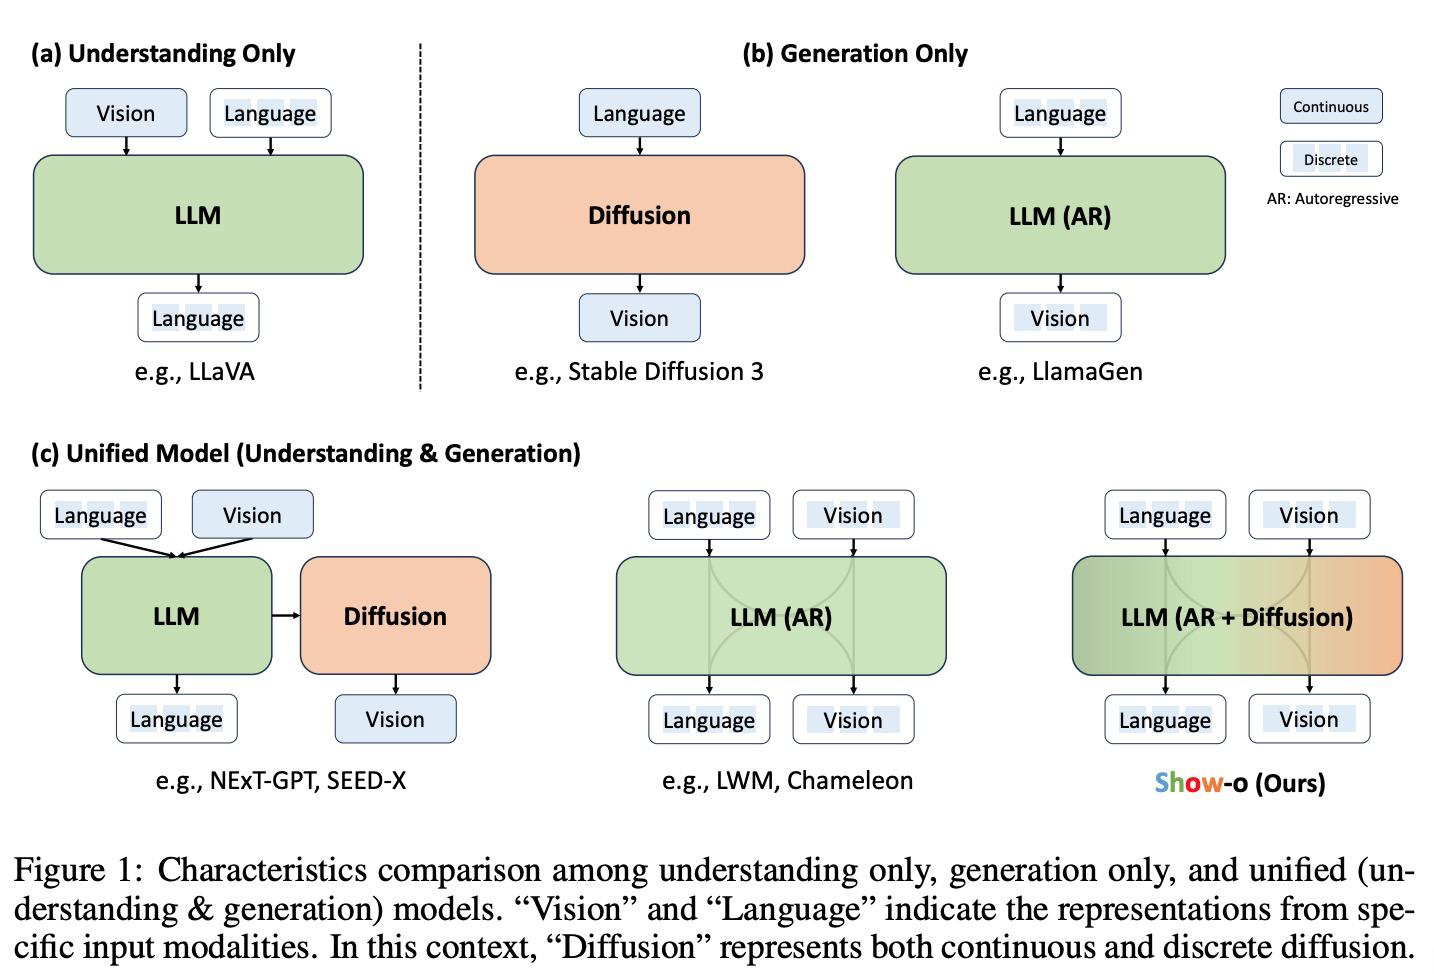 (a) Understanding Only
Vision
Language
LLM
Language
e.g., LLaVA
(b) Generation Only
Language
Diffusion
Vision
e.g., Stable Diffusion 3
Language
LLM (AR)
Vision
e.g., LlamaGen
Continuous
Discrete
AR: Autoregressive
(c) Unified Model (Understanding & Generation)
Language
Vision
LLM
Diffusion
Language
Vision
e.g., NExT-GPT, SEED-X
Language
Vision
LLM (AR)
Language
Vision
e.g., LWM, Chameleon
Language
Vision
LLM (AR + Diffusion)
Language
Vision
Show-o (Ours)
Figure 1: Characteristics comparison among understanding only, generation only, and unified (un-
derstanding & generation) models. “Vision” and “Language” indicate the representations from spe-
cific input modalities. In this context, “Diffusion” represents both continuous and discrete diffusion.